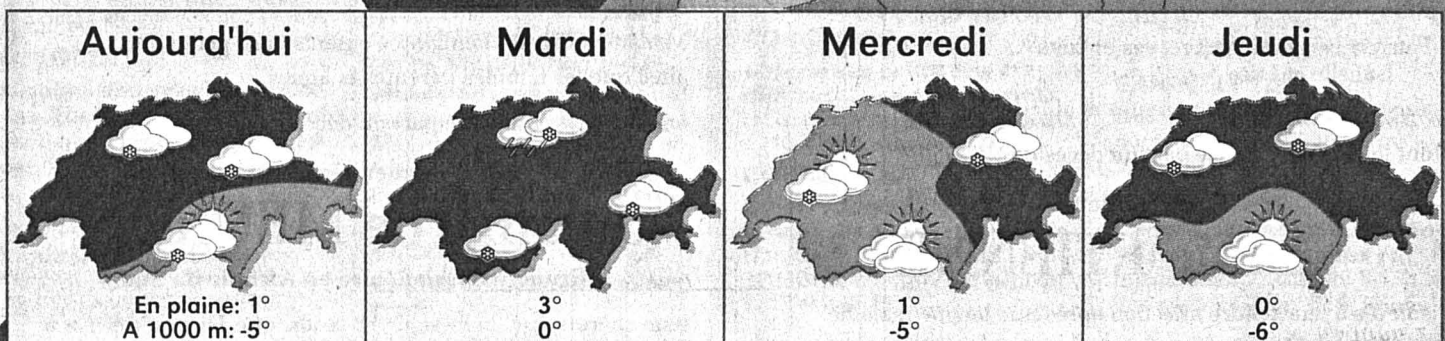 Aujourd'hui
Mardi
Mercredi
Jeudi
En plaine: 1°
A 1000 m: -5°
3°
0°
1°
-5°
0°
-6°